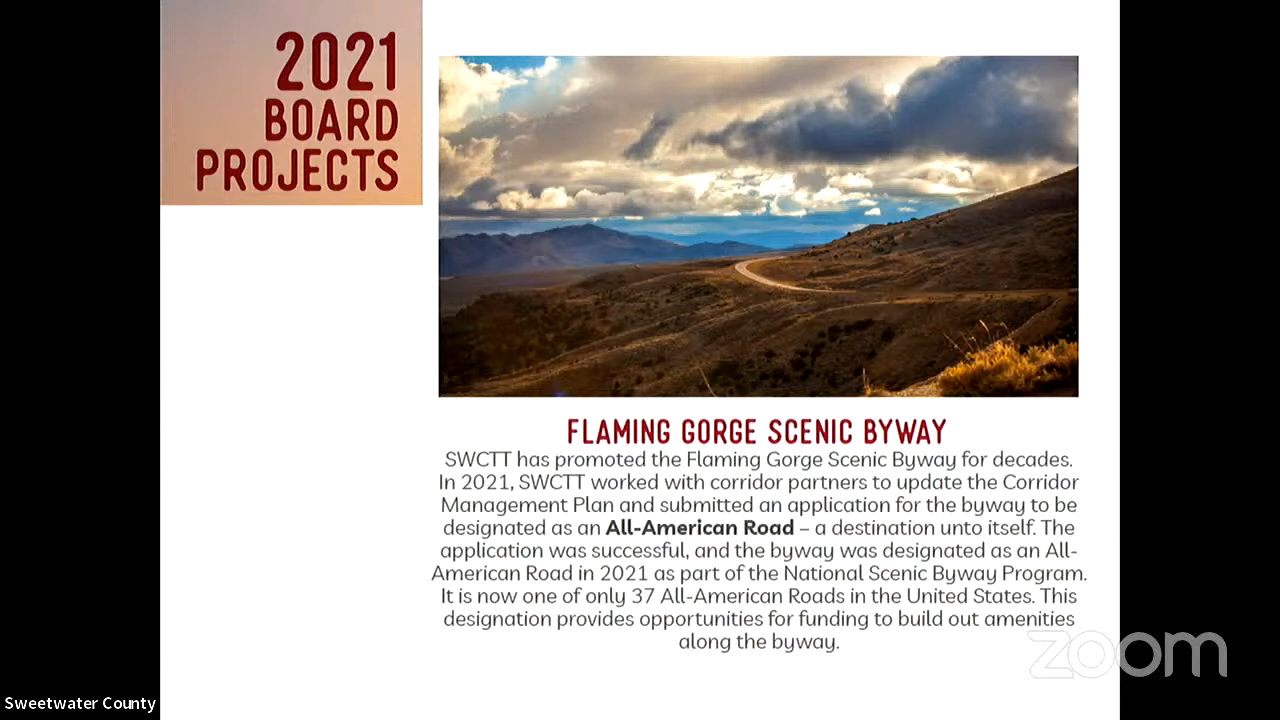 2021
BOARD
PROJECTS
FLAMING GORGE SCENIC BYWAY
SWCTT has promoted the Flaming Gorge Scenic Byway for decades.
In 2021, SWCTT worked with corridor partners to update the Corridor
Management Plan and submitted an application for the byway to be
designated as an All-American Road – a destination unto itself. The
application was successful, and the byway was designated as an All-
American Road in 2021 as part of the National Scenic Byway Program.
It is now one of only 37 All-American Roads in the United States. This
designation provides opportunities for funding to build out amenities
along the byway.
zoom
Sweetwater County